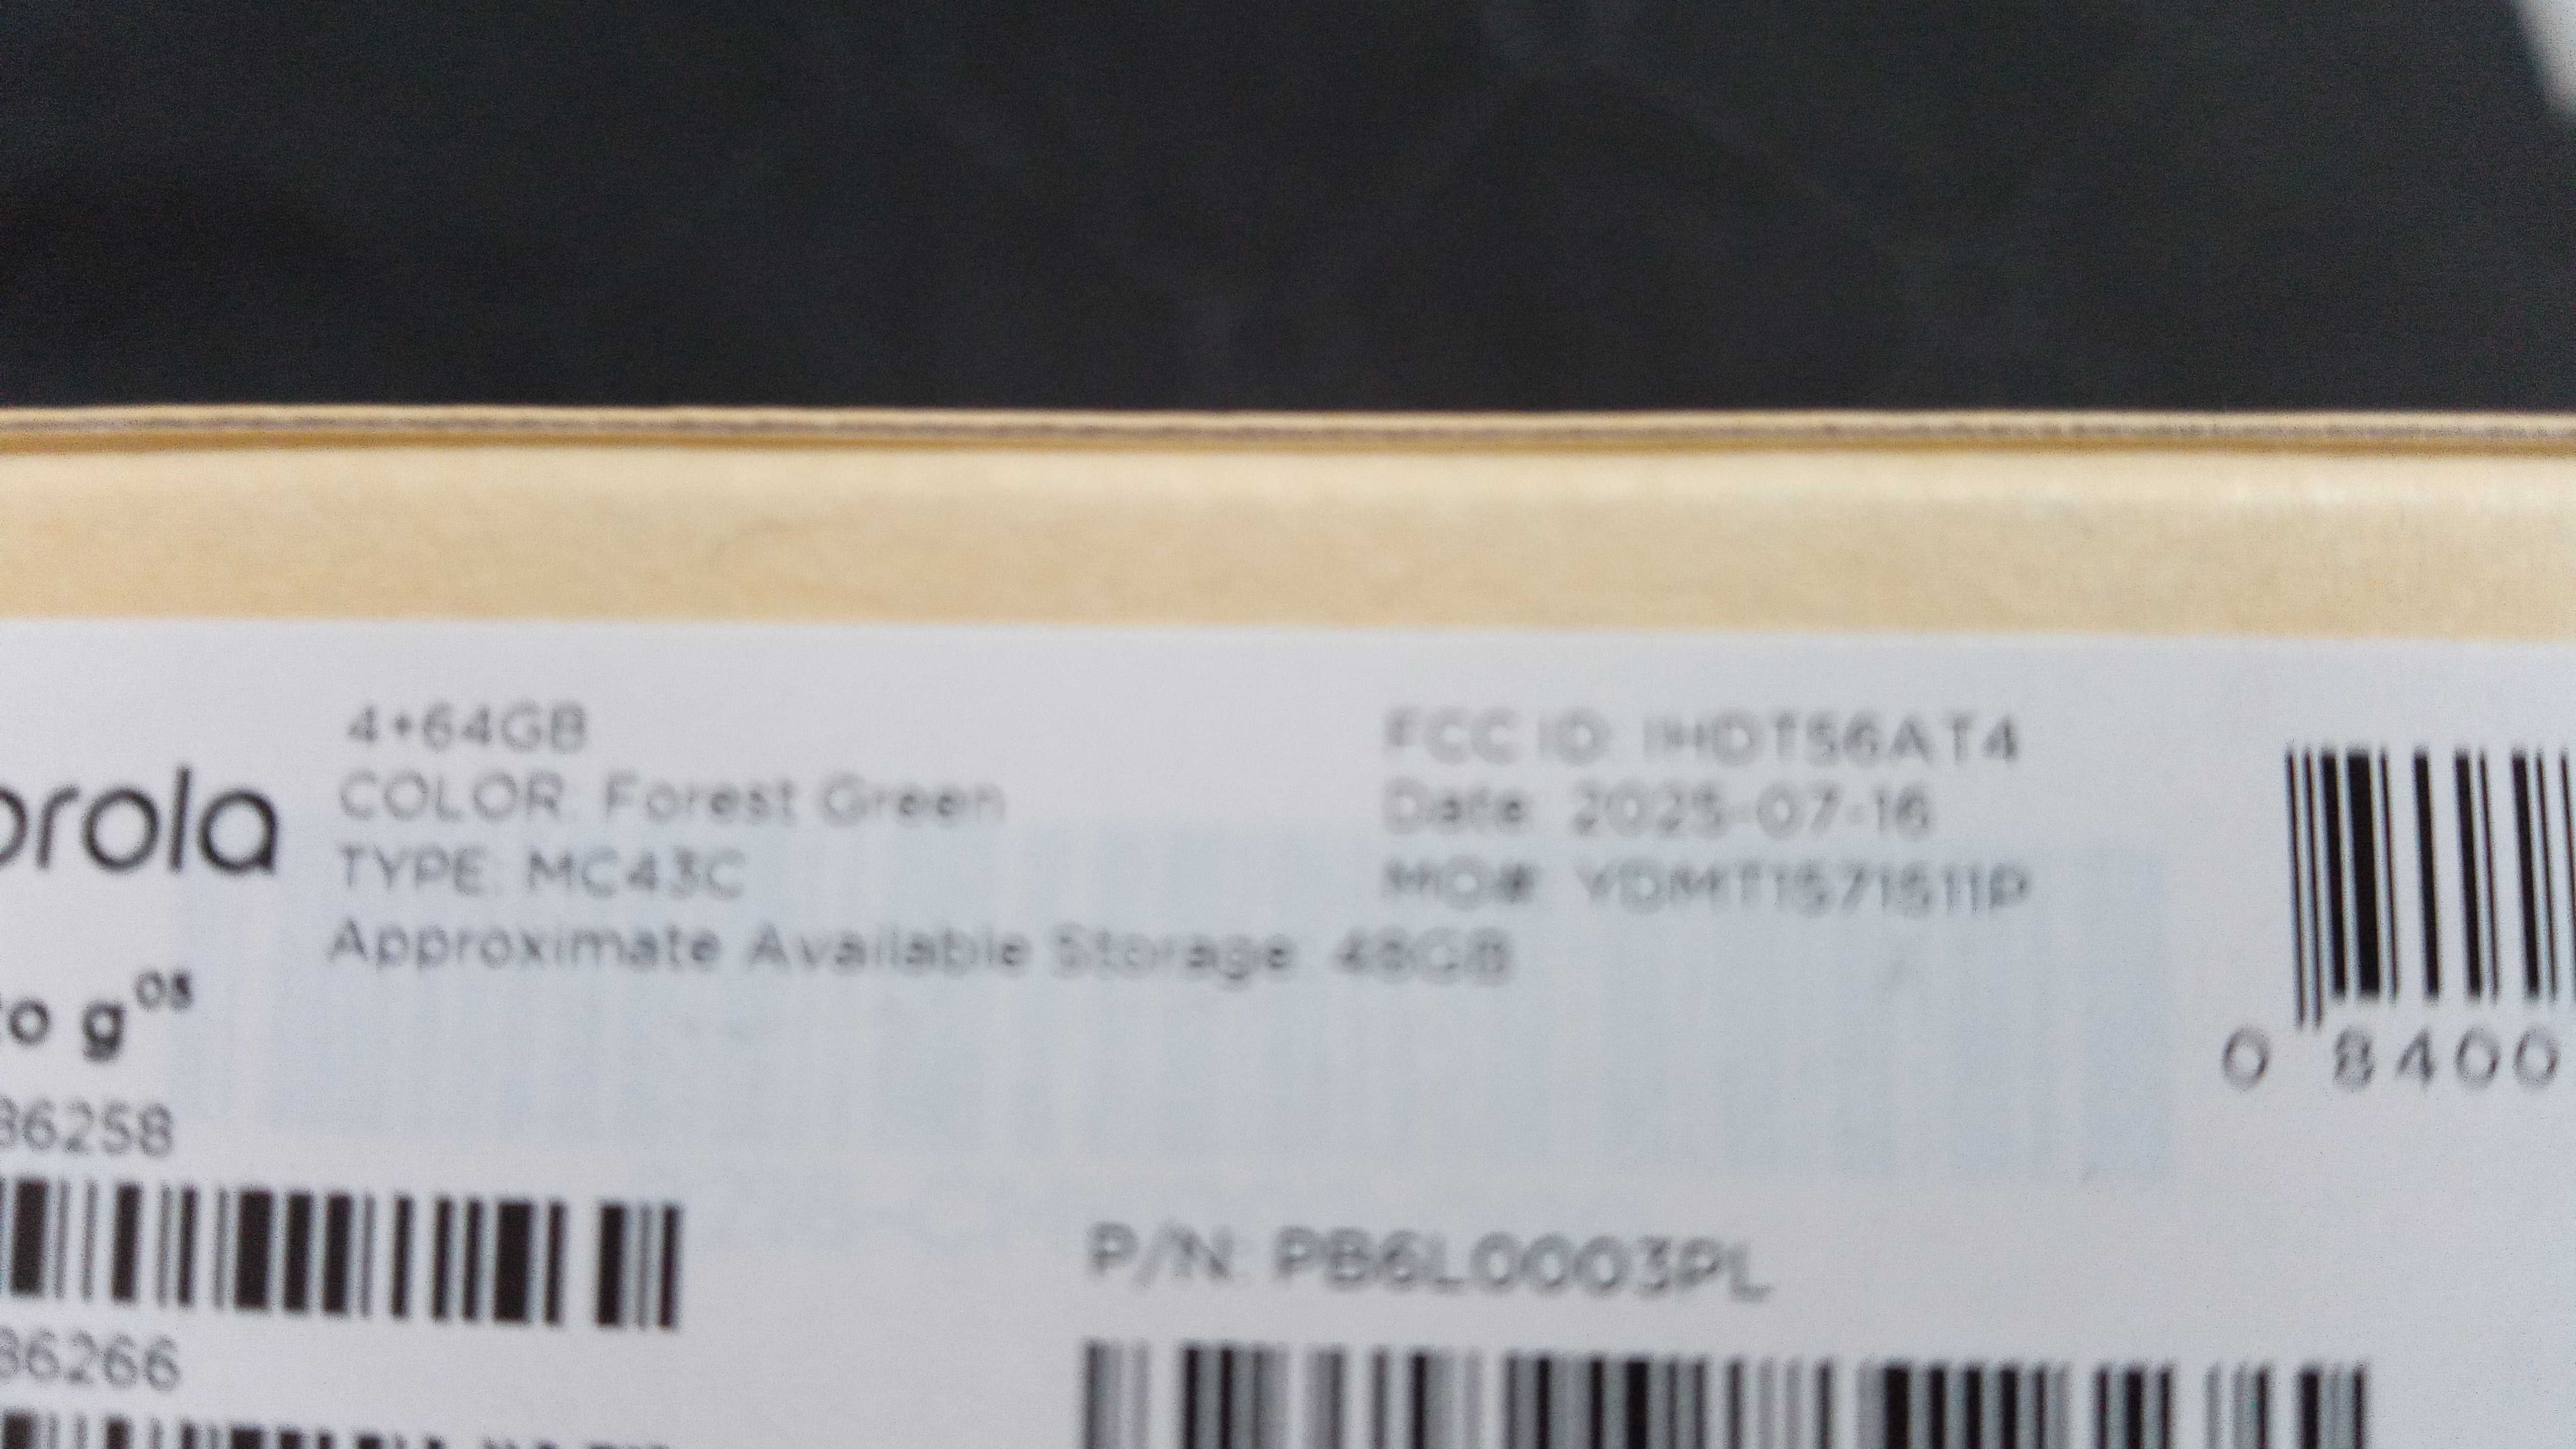 4+64GB
COLOR: Forest Green
TYPE: MC43C
Approximate Available Storage: 48GB
FCC ID: IHDT56AT4
Date: 2025-07-16
MO#: YDMT1571511P
orola
to g05
86258
86266
P/N: PB6L0003PL
0 8400